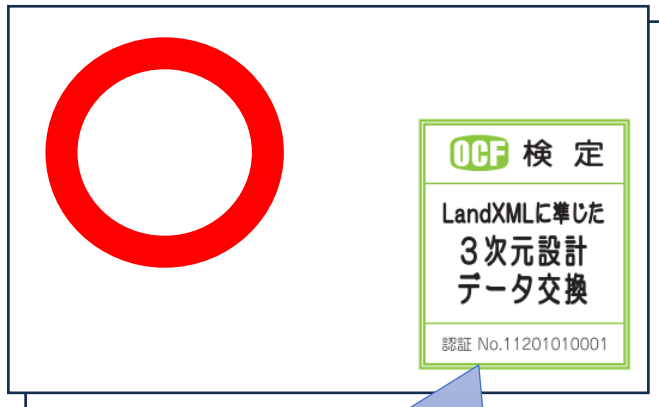 OCF 検 定
LandXMLに準じた
3次元設計
データ交換
認証 No.11201010001